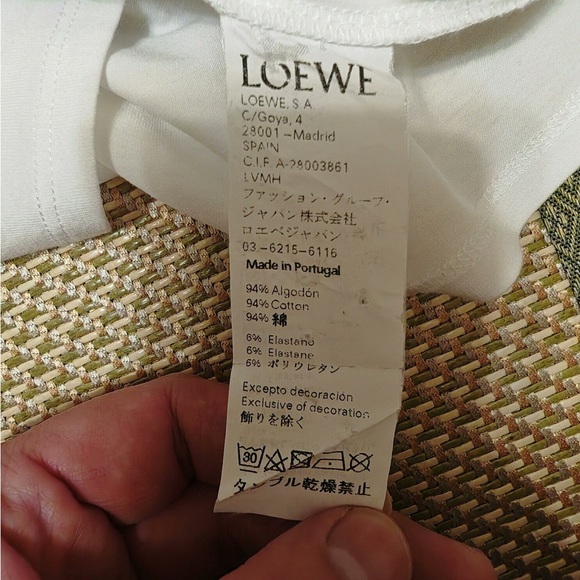 LOEWE
LOEWE, S.A.
C/Goya, 4
28001 – Madrid
SPAIN
C.I.F. A-28003861
LVMH
ファッション・グループ・
ジャパン株式会社
ロエベジャパン
03-6215-6116
Made in Portugal
94% Algodón
94% Cotton
94% 綿
6% Elastano
6% Elastane
6% ポリウレタン
Excepto decoración
Exclusive of decoration
飾りを除く
30
タンブル乾燥禁止